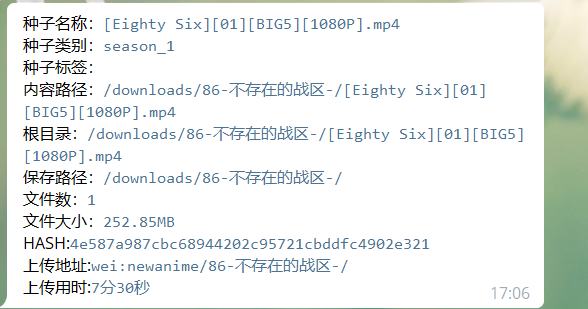 种子名称：[Eighty Six][01][BIG5][1080P].mp4
种子类别：season_1
种子标签：
内容路径：/downloads/86-不存在的战区-/[Eighty Six][01]
[BIG5][1080P].mp4
根目录：/downloads/86-不存在的战区-/[Eighty Six][01][BIG5]
[1080P].mp4
保存路径：/downloads/86-不存在的战区-/
文件数：1
文件大小：252.85MB
HASH:4e587a987cbc68944202c95721cbddfc4902e321
上传地址:wei:newanime/86-不存在的战区-/
上传用时:7分30秒
17:06